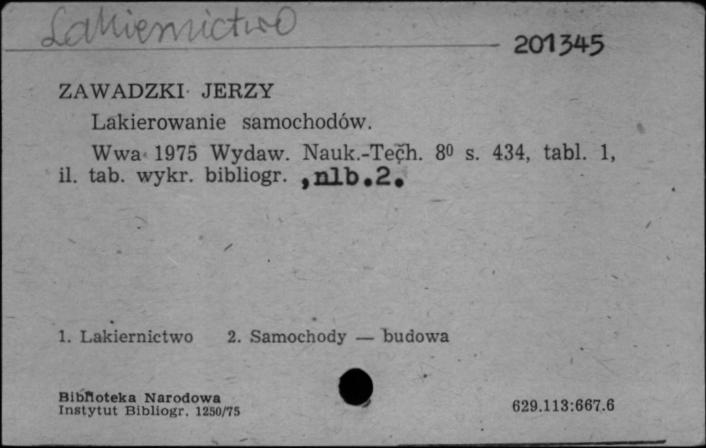 Lakiernictwo
201345
ZAWADZKI JERZY
Lakierowanie samochodów.
Wwa 1975 Wydaw. Nauk.-Tech. 8⁰ s. 434, tabl. 1,
il. tab. wykr. bibliogr. ,nlb.2.
1. Lakiernictwo 2. Samochody — budowa
Biblioteka Narodowa
Instytut Bibliogr. 1250/75
629.113:667.6